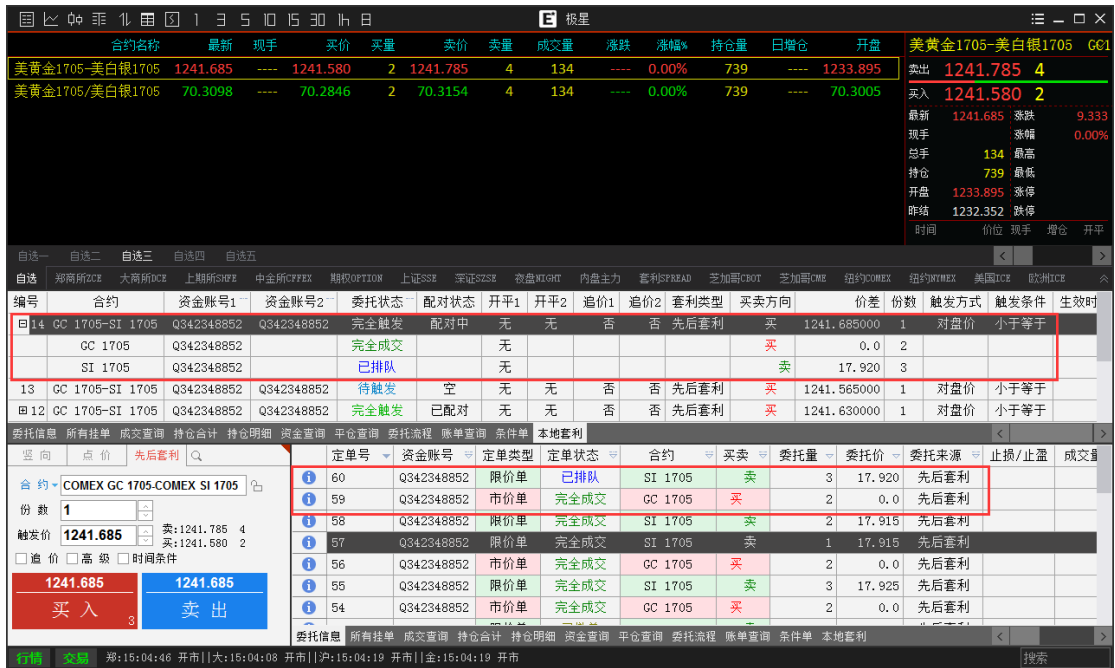 1 ヨ 5 1D 15 3D 1h 日 E 极星
合约名称 最新 现手 买价 买量 卖价 卖量 成交量 涨跌 涨幅% 持仓量 日增仓 开盘
美黄金1705-美白银1705 1241.685 ---- 1241.580 2 1241.785 4 134 ---- 0.00% 739 ---- 1233.895
美黄金1705/美白银1705 70.3098 ---- 70.2846 2 70.3154 4 134 ---- 0.00% 739 ---- 70.3005
美黄金1705-美白银1705
卖出 1241.785 4
买入 1241.580 2
最新 1241.685 涨跌 9.333
现手 涨幅 0.00%
总手 134 最高
持仓 739 最低
开盘 1233.895 涨停
昨结 1232.352 跌停
时间 价位 现手 增仓 开平
自选一 自选二 自选三 自选四 自选五
自选 郑商所ZCE 大商所DCE 上期所SHFE 中金所CFFEX 期权OPTION 上证SSE 深证SZSE 夜盘NIGHT 内盘主力 套利SPREAD 芝加哥CBOT 芝加哥CME 纽约COMEX 纽约NYMEX 美国ICE 欧洲ICE
编号 合约 资金账号1 资金账号2 委托状态 配对状态 开平1 开平2 追价1 追价2 套利类型 买卖方向 价差 份数 触发方式 触发条件 生效时
14 GC 1705-SI 1705 Q342348852 Q342348852 完全触发 配对中 无 无 否 否 先后套利 买 1241.685000 1 对盘价 小于等于
GC 1705 Q342348852 完全成交 无 买 0.0 2
SI 1705 Q342348852 已排队 无 卖 17.920 3
13 GC 1705-SI 1705 Q342348852 Q342348852 待触发 空 无 无 否 否 先后套利 买 1241.565000 1 对盘价 小于等于
12 GC 1705-SI 1705 Q342348852 Q342348852 完全触发 已配对 无 无 否 否 先后套利 买 1241.630000 1 对盘价 小于等于
委托信息 所有挂单 成交查询 持仓合计 持仓明细 资金查询 平仓查询 委托流程 账单查询 条件单 本地套利
竖向 点价 先后套利
合约 COMEX GC 1705-COMEX SI 1705
份数 1
触发价 1241.685 卖:1241.785 4
买:1241.580 2
追价 高级 时间条件
1241.685 1241.685
买入 3 卖出
定单号 资金账号 定单类型 定单状态 合约 买卖 委托量 委托价 委托来源 止损/止盈 成交量
60 Q342348852 限价单 已排队 SI 1705 卖 3 17.920 先后套利
59 Q342348852 市价单 完全成交 GC 1705 买 2 0.0 先后套利
58 Q342348852 限价单 完全成交 SI 1705 卖 2 17.915 先后套利
57 Q342348852 限价单 完全成交 SI 1705 卖 1 17.915 先后套利
56 Q342348852 市价单 完全成交 GC 1705 买 2 0.0 先后套利
55 Q342348852 限价单 完全成交 SI 1705 卖 3 17.925 先后套利
54 Q342348852 市价单 完全成交 GC 1705 买 2 0.0 先后套利
委托信息 所有挂单 成交查询 持仓合计 持仓明细 资金查询 平仓查询 委托流程 账单查询 条件单 本地套利
行情 交易 郑:15:04:46 开市||大:15:04:08 开市||沪:15:04:19 开市||金:15:04:19 开市 搜索